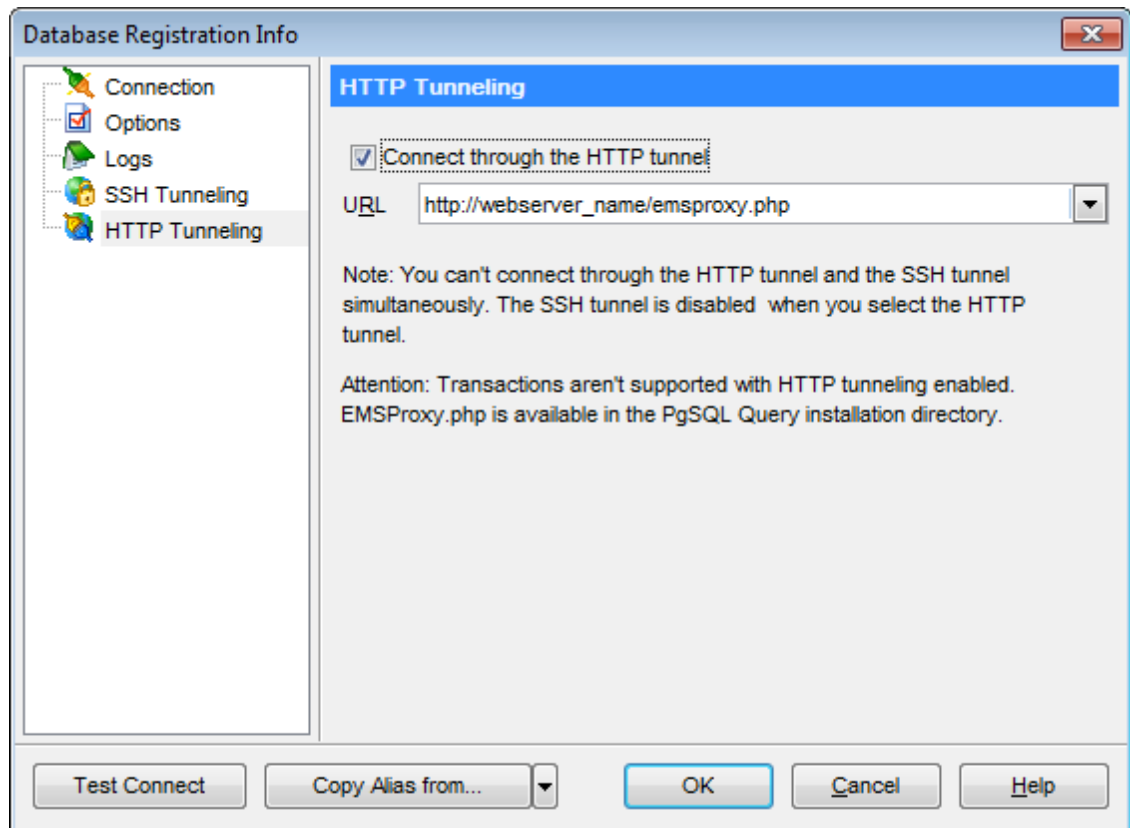 Database Registration Info
Connection
Options
Logs
SSH Tunneling
HTTP Tunneling
HTTP Tunneling
Connect through the HTTP tunnel
URL http://webserver_name/emsproxy.php
Note: You can't connect through the HTTP tunnel and the SSH tunnel
simultaneously. The SSH tunnel is disabled  when you select the HTTP
tunnel.
Attention: Transactions aren't supported with HTTP tunneling enabled.
EMSProxy.php is available in the PgSQL Query installation directory.
Test Connect Copy Alias from... OK Cancel Help